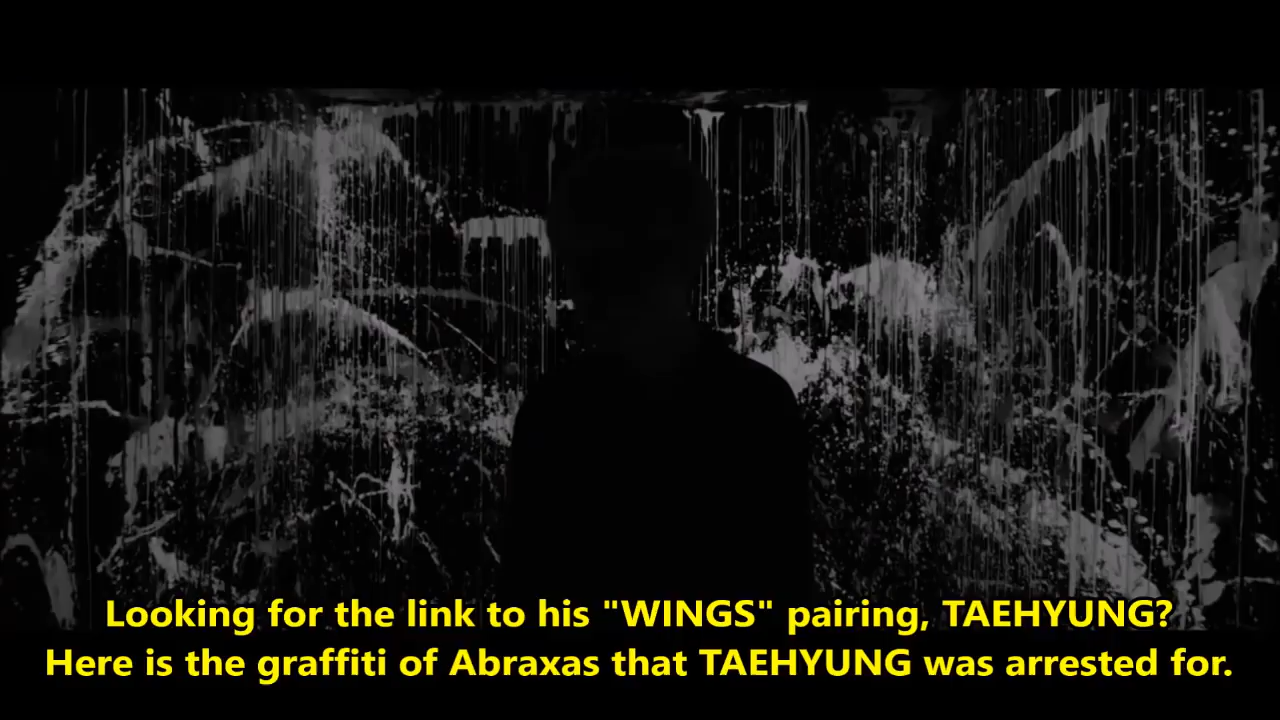 Looking for the link to his "WINGS" pairing, TAEHYUNG?
Here is the graffiti of Abraxas that TAEHYUNG was arrested for.